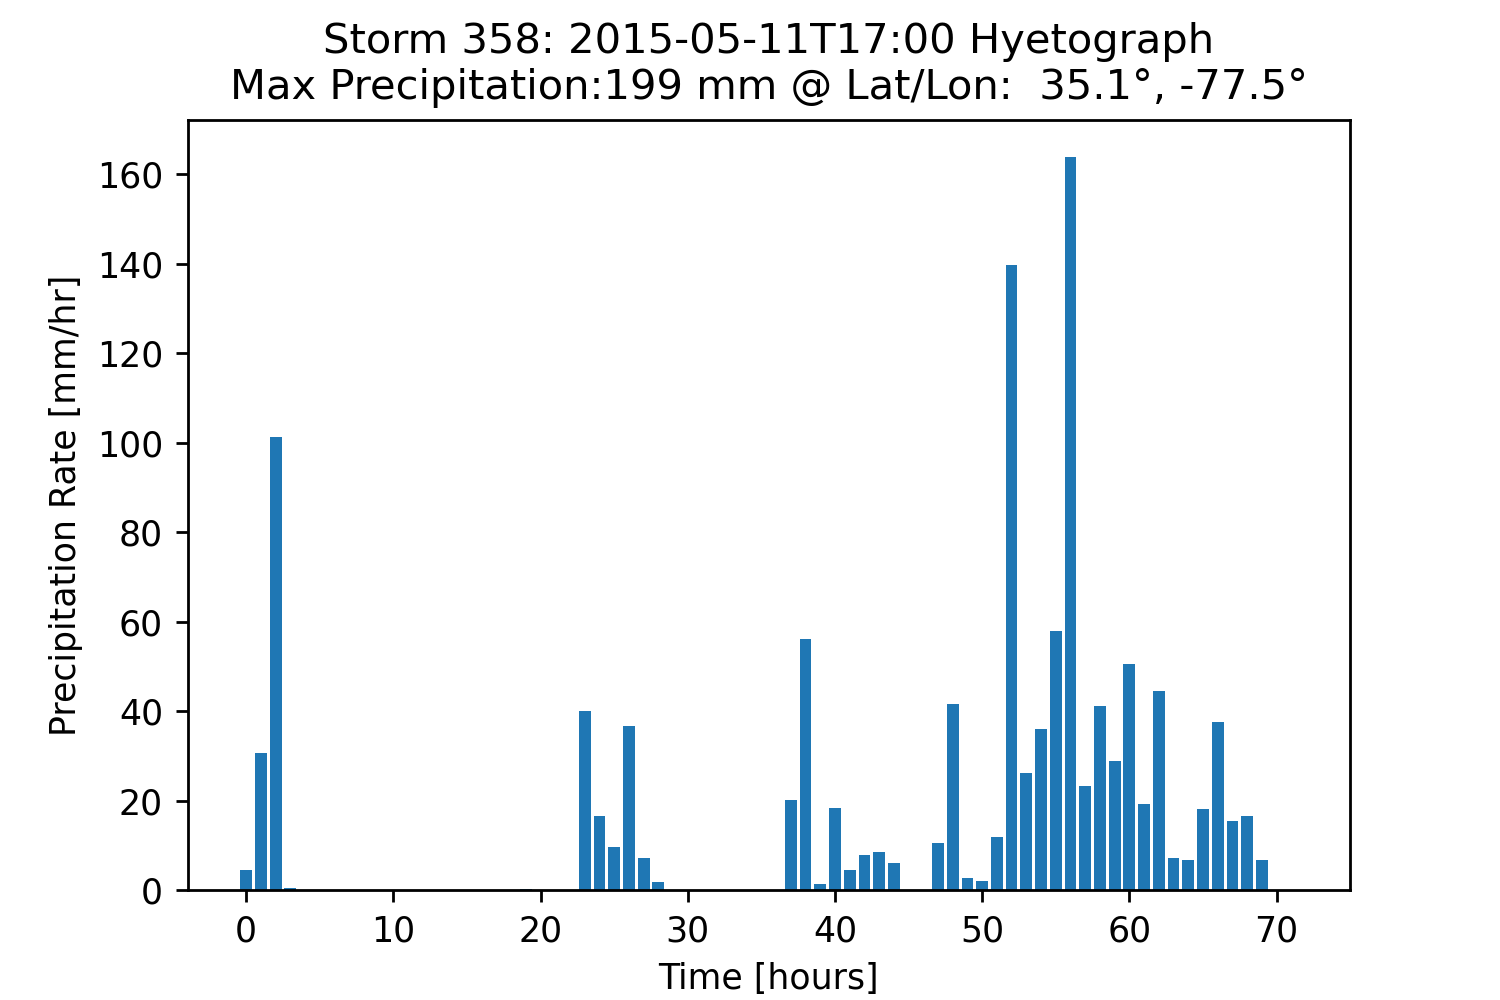 Storm 358: 2015-05-11T17:00 Hyetograph
Max Precipitation:199 mm @ Lat/Lon:  35.1°, -77.5°
160
140
120
100
80
60
40
20
0
Precipitation Rate [mm/hr]
0 10 20 30 40 50 60 70
Time [hours]